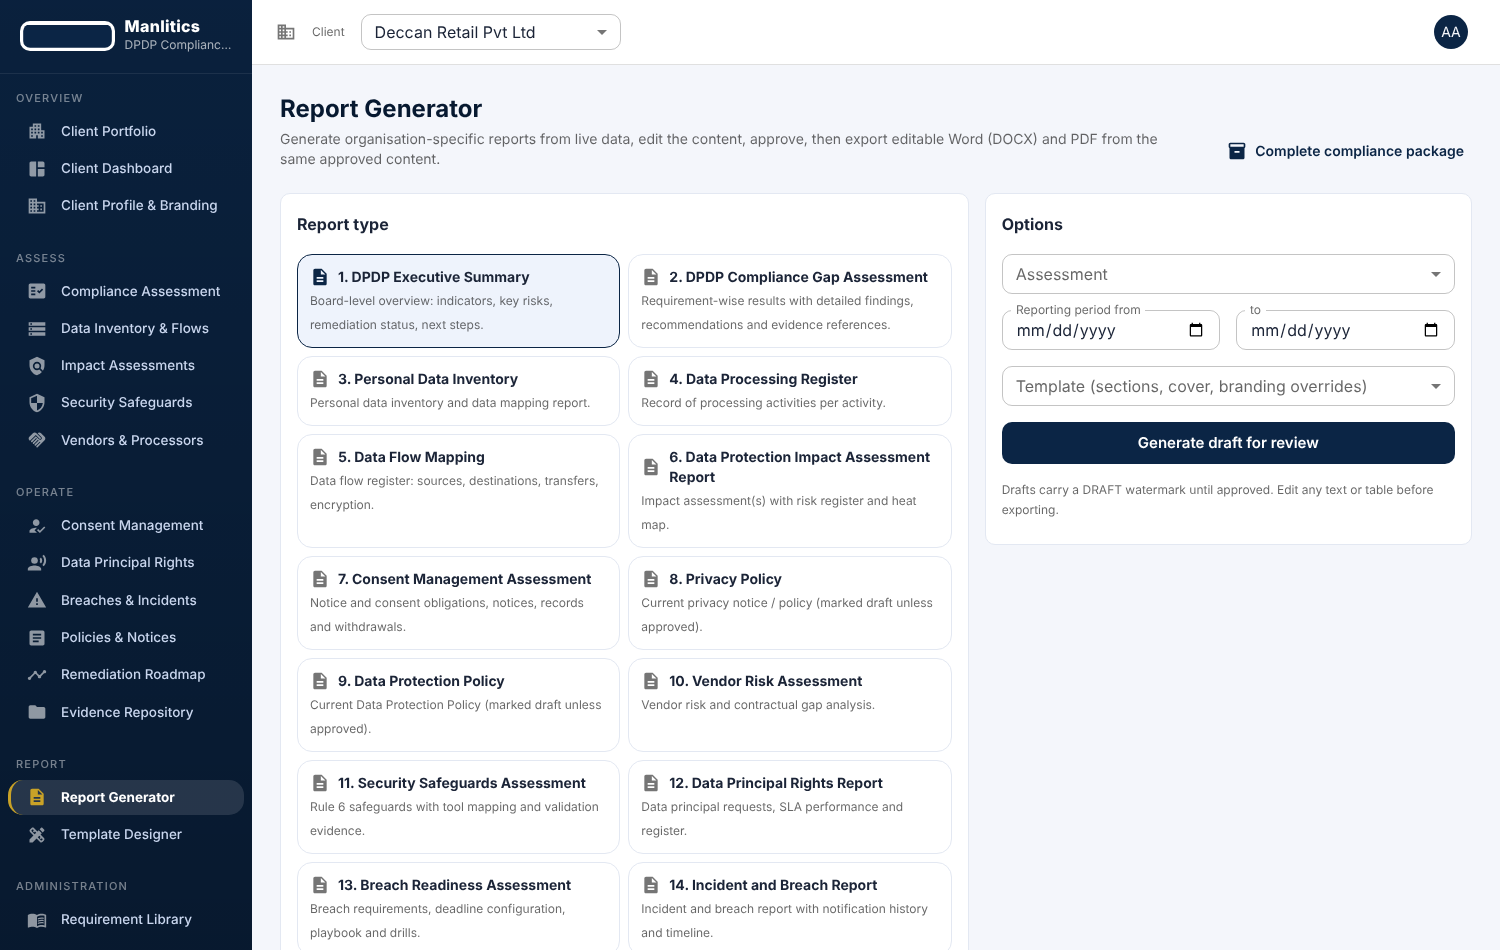 Manlitics
DPDP Complianc...
OVERVIEW
Client Portfolio
Client Dashboard
Client Profile & Branding
ASSESS
Compliance Assessment
Data Inventory & Flows
Impact Assessments
Security Safeguards
Vendors & Processors
OPERATE
Consent Management
Data Principal Rights
Breaches & Incidents
Policies & Notices
Remediation Roadmap
Evidence Repository
REPORT
Report Generator
Template Designer
ADMINISTRATION
Requirement Library
Client
Deccan Retail Pvt Ltd
AA
Report Generator
Generate organisation-specific reports from live data, edit the content, approve, then export editable Word (DOCX) and PDF from the
same approved content.
Complete compliance package
Report type
1. DPDP Executive Summary
Board-level overview: indicators, key risks,
remediation status, next steps.
2. DPDP Compliance Gap Assessment
Requirement-wise results with detailed findings,
recommendations and evidence references.
3. Personal Data Inventory
Personal data inventory and data mapping report.
4. Data Processing Register
Record of processing activities per activity.
5. Data Flow Mapping
Data flow register: sources, destinations, transfers,
encryption.
6. Data Protection Impact Assessment
Report
Impact assessment(s) with risk register and heat
map.
7. Consent Management Assessment
Notice and consent obligations, notices, records
and withdrawals.
8. Privacy Policy
Current privacy notice / policy (marked draft unless
approved).
9. Data Protection Policy
Current Data Protection Policy (marked draft unless
approved).
10. Vendor Risk Assessment
Vendor risk and contractual gap analysis.
11. Security Safeguards Assessment
Rule 6 safeguards with tool mapping and validation
evidence.
12. Data Principal Rights Report
Data principal requests, SLA performance and
register.
13. Breach Readiness Assessment
Breach requirements, deadline configuration,
playbook and drills.
14. Incident and Breach Report
Incident and breach report with notification history
and timeline.
Options
Assessment
Reporting period from
mm/dd/yyyy
to
mm/dd/yyyy
Template (sections, cover, branding overrides)
Generate draft for review
Drafts carry a DRAFT watermark until approved. Edit any text or table before
exporting.